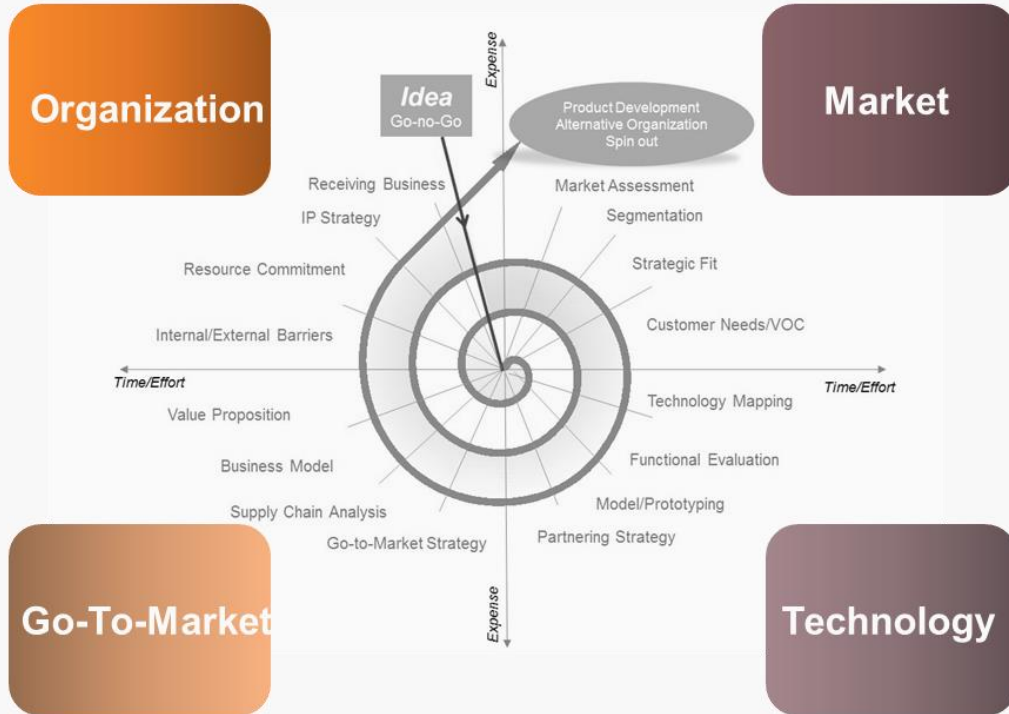 Organization
Market
Expense
Idea
Go-no-Go
Product Development
Alternative Organization
Spin out
Receiving Business
Market Assessment
IP Strategy
Segmentation
Resource Commitment
Strategic Fit
Internal/External Barriers
Customer Needs/VOC
Time/Effort
Time/Effort
Value Proposition
Technology Mapping
Business Model
Functional Evaluation
Supply Chain Analysis
Model/Prototyping
Go-to-Market Strategy
Partnering Strategy
Expense
Go-To-Market
Technology